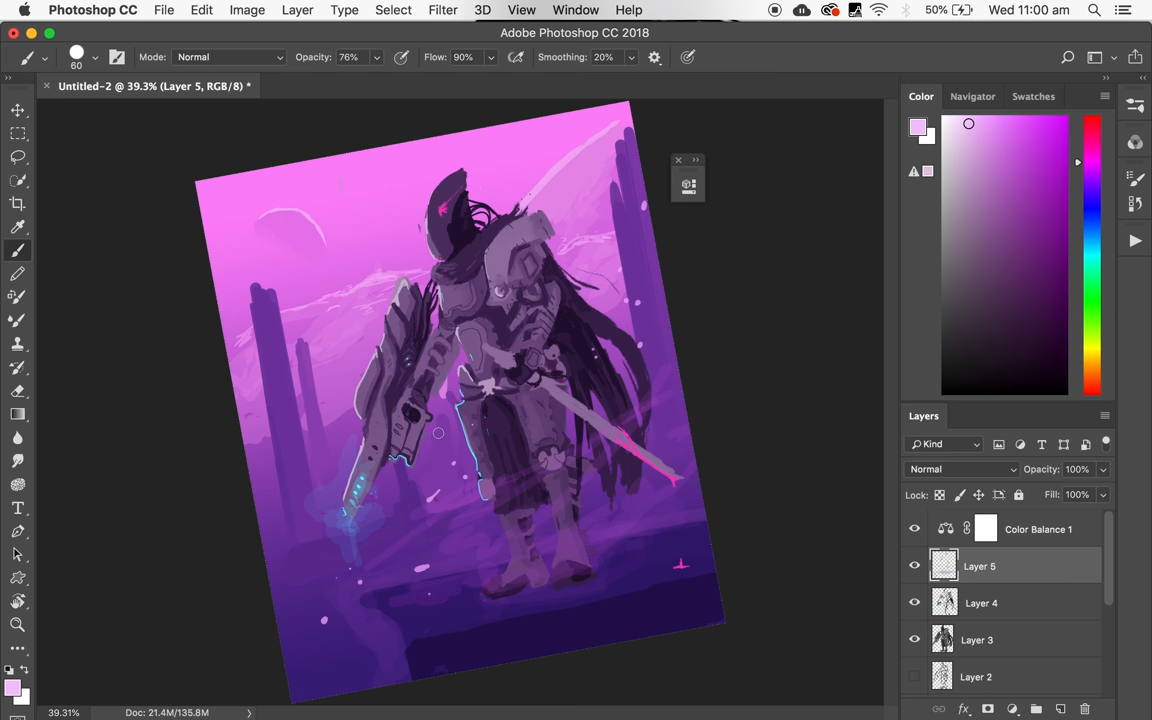 Photoshop CC File Edit Image Layer Type Select Filter 3D View Window Help 50% Wed 11:00 am
Adobe Photoshop CC 2018
60 Mode: Normal Opacity: 76% Flow: 90% Smoothing: 20%
Untitled-2 @ 39.3% (Layer 5, RGB/8) *
Color Navigator Swatches
Layers
Kind
Normal Opacity: 100%
Lock: Fill: 100%
Color Balance 1
Layer 5
Layer 4
Layer 3
Layer 2
39.31% Doc: 21.4M/135.8M